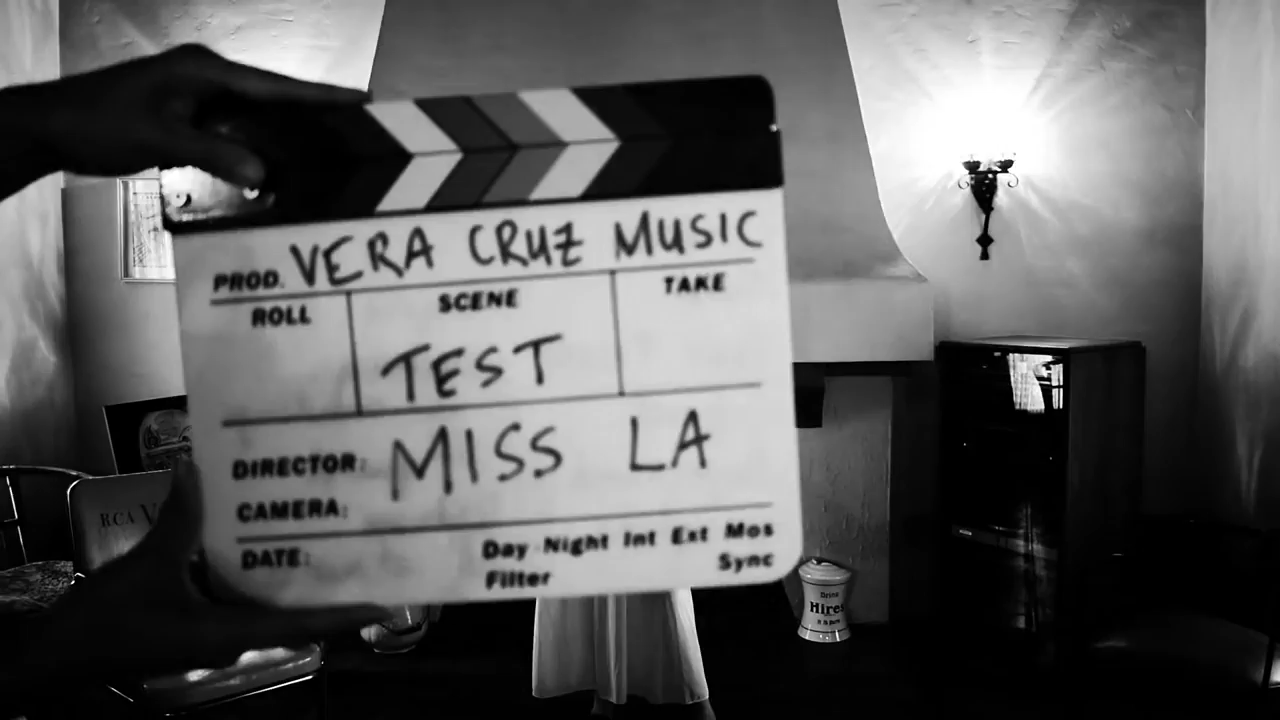 PROD. VERA CRUZ MUSIC
ROLL SCENE TAKE
TEST
DIRECTOR: MISS LA
CAMERA:
DATE: Day Night Int Ext Mos
Filter Sync
RCA
Drink
Hires